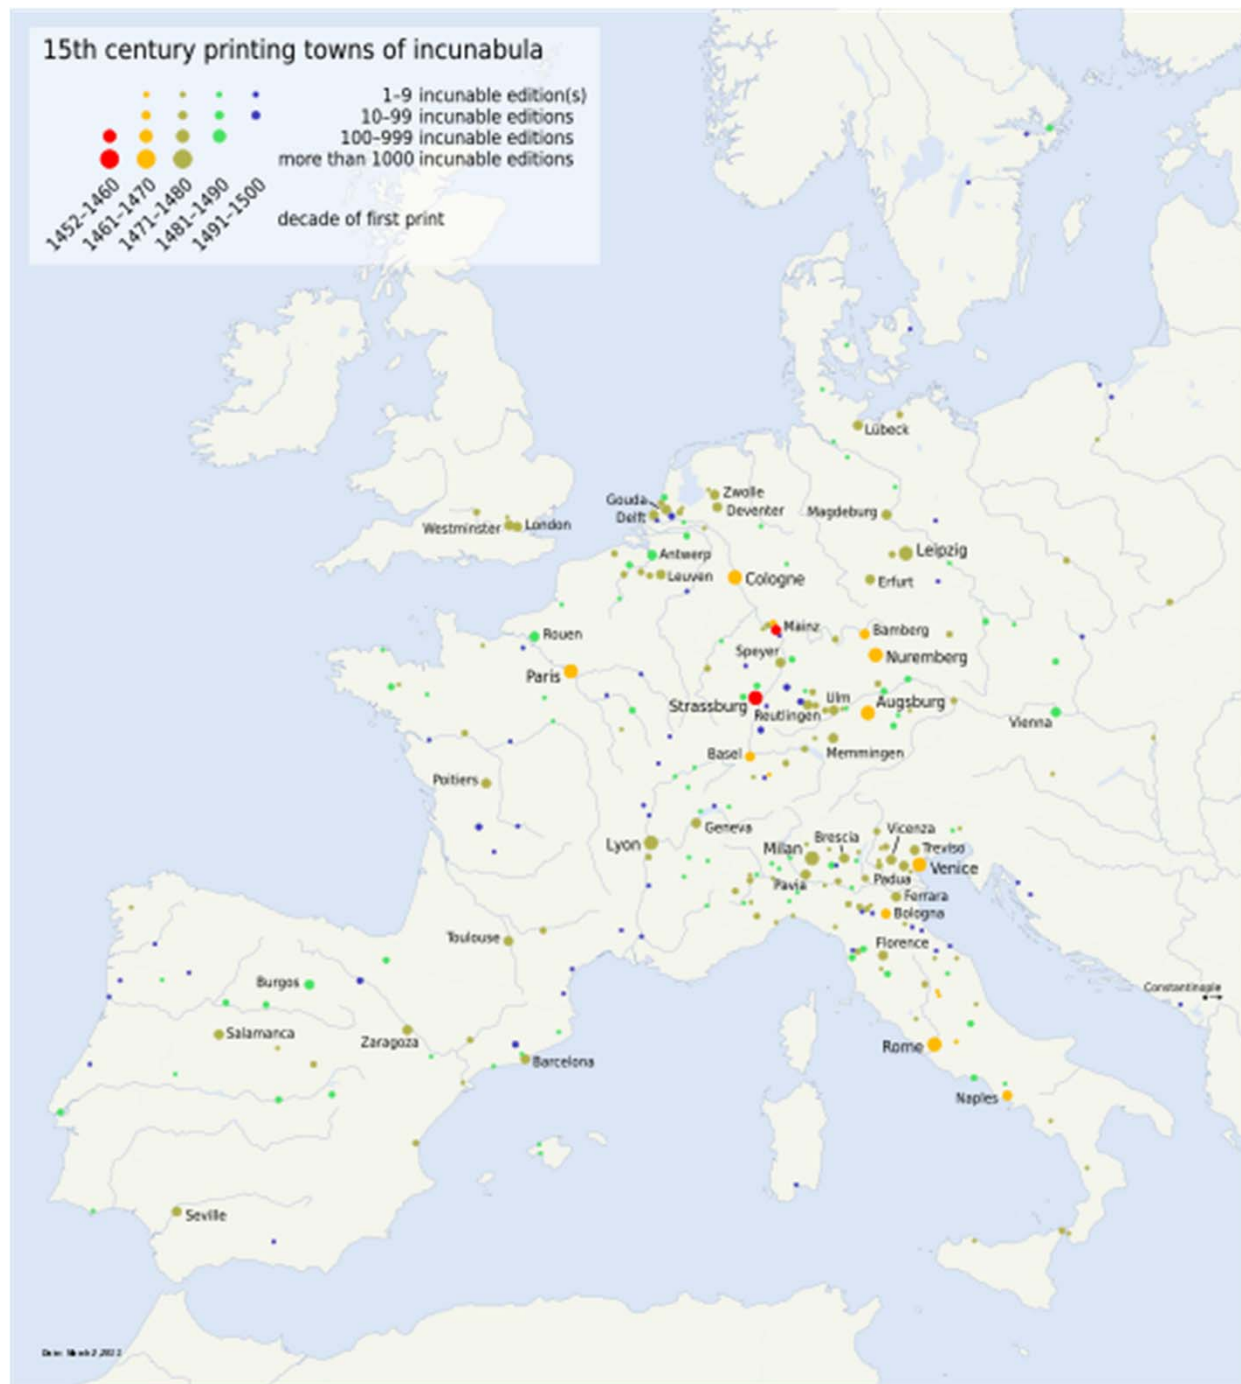 15th century printing towns of incunabula
1–9 incunable edition(s)
10–99 incunable editions
100–999 incunable editions
more than 1000 incunable editions
1452–1460
1461–1470
1471–1480
1481–1490
1491–1500
decade of first print
Lübeck
Gouda
Zwolle
Delft
Deventer
Magdeburg
Westminster
London
Antwerp
Leipzig
Leuven
Cologne
Erfurt
Rouen
Mainz
Bamberg
Speyer
Nuremberg
Paris
Strassburg
Ulm
Augsburg
Reutlingen
Vienna
Basel
Memmingen
Poitiers
Geneva
Brescia
Vicenza
Lyon
Milan
Treviso
Venice
Pavia
Padua
Ferrara
Bologna
Toulouse
Florence
Burgos
Constantinople
Salamanca
Zaragoza
Rome
Barcelona
Naples
Seville